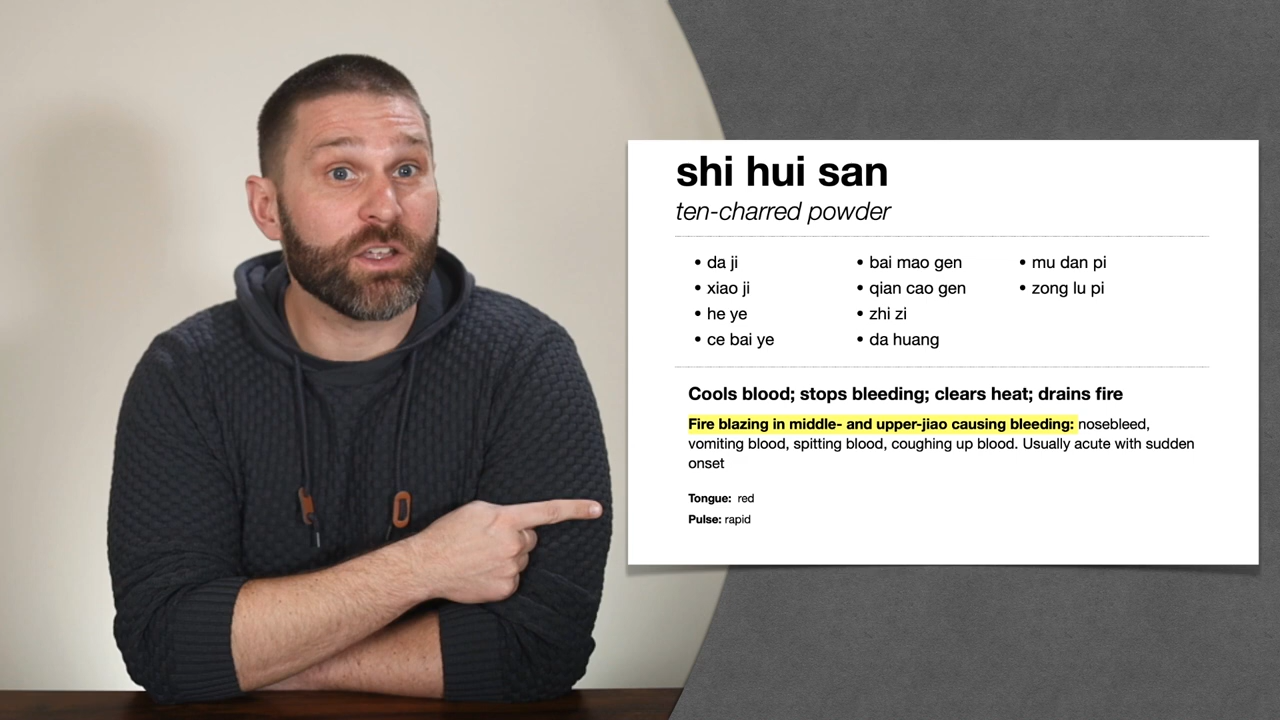 shi hui san
ten-charred powder
• da ji
• xiao ji
• he ye
• ce bai ye
• bai mao gen
• qian cao gen
• zhi zi
• da huang
• mu dan pi
• zong lu pi
Cools blood; stops bleeding; clears heat; drains fire
Fire blazing in middle- and upper-jiao causing bleeding: nosebleed,
vomiting blood, spitting blood, coughing up blood. Usually acute with sudden
onset
Tongue: red
Pulse: rapid